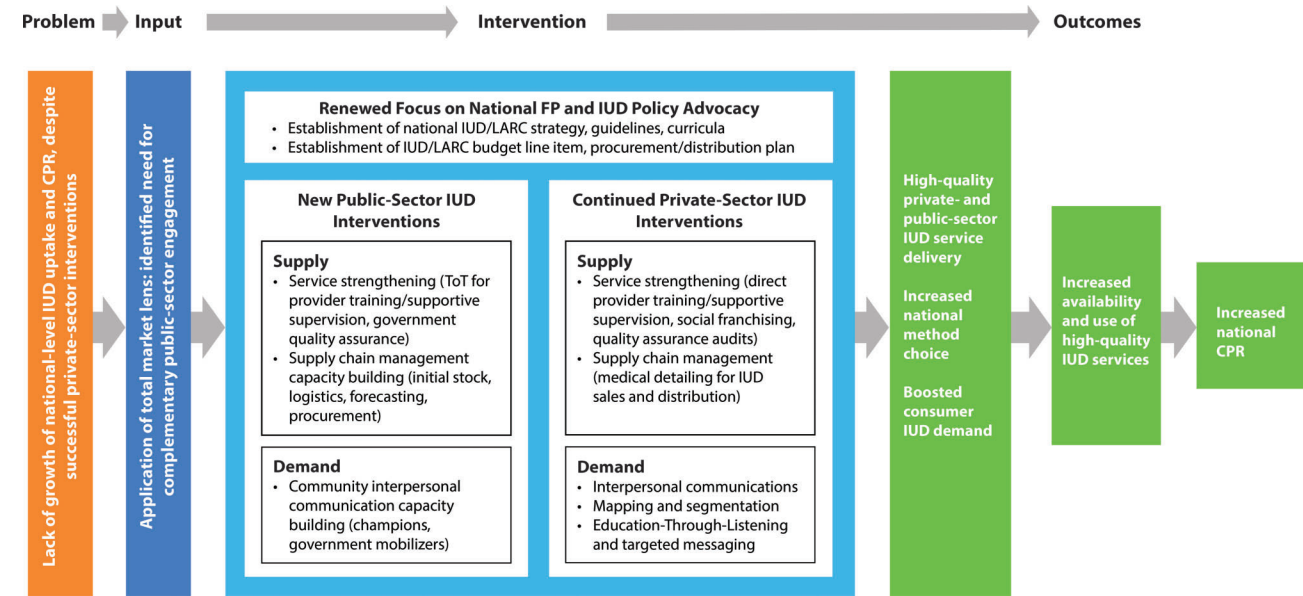 Problem
Input
Intervention
Outcomes
Lack of growth of national-level IUD uptake and CPR, despite
successful private-sector interventions
Application of total market lens: identified need for
complementary public-sector engagement
Renewed Focus on National FP and IUD Policy Advocacy
• Establishment of national IUD/LARC strategy, guidelines, curricula
• Establishment of IUD/LARC budget line item, procurement/distribution plan
New Public-Sector IUD
Interventions
Supply
• Service strengthening (ToT for
provider training/supportive
supervision, government
quality assurance)
• Supply chain management
capacity building (initial stock,
logistics, forecasting,
procurement)
Demand
• Community interpersonal
communication capacity
building (champions,
government mobilizers)
Continued Private-Sector IUD
Interventions
Supply
• Service strengthening (direct
provider training/supportive
supervision, social franchising,
quality assurance audits)
• Supply chain management
(medical detailing for IUD
sales and distribution)
Demand
• Interpersonal communications
• Mapping and segmentation
• Education-Through-Listening
and targeted messaging
High-quality
private- and
public-sector
IUD service
delivery
Increased
national
method
choice
Boosted
consumer
IUD demand
Increased
availability
and use of
high-quality
IUD services
Increased
national
CPR